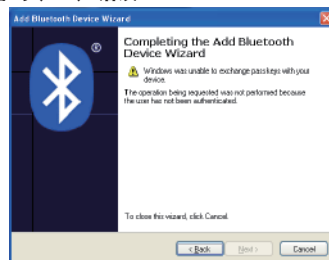 Add Bluetooth Device Wizard
®
Completing the Add Bluetooth
Device Wizard
Windows was unable to exchange passkeys with your
device.
The operation being requested was not performed because
the user has not been authenticated.
To close this wizard, click Cancel.
< Back
Next >
Cancel